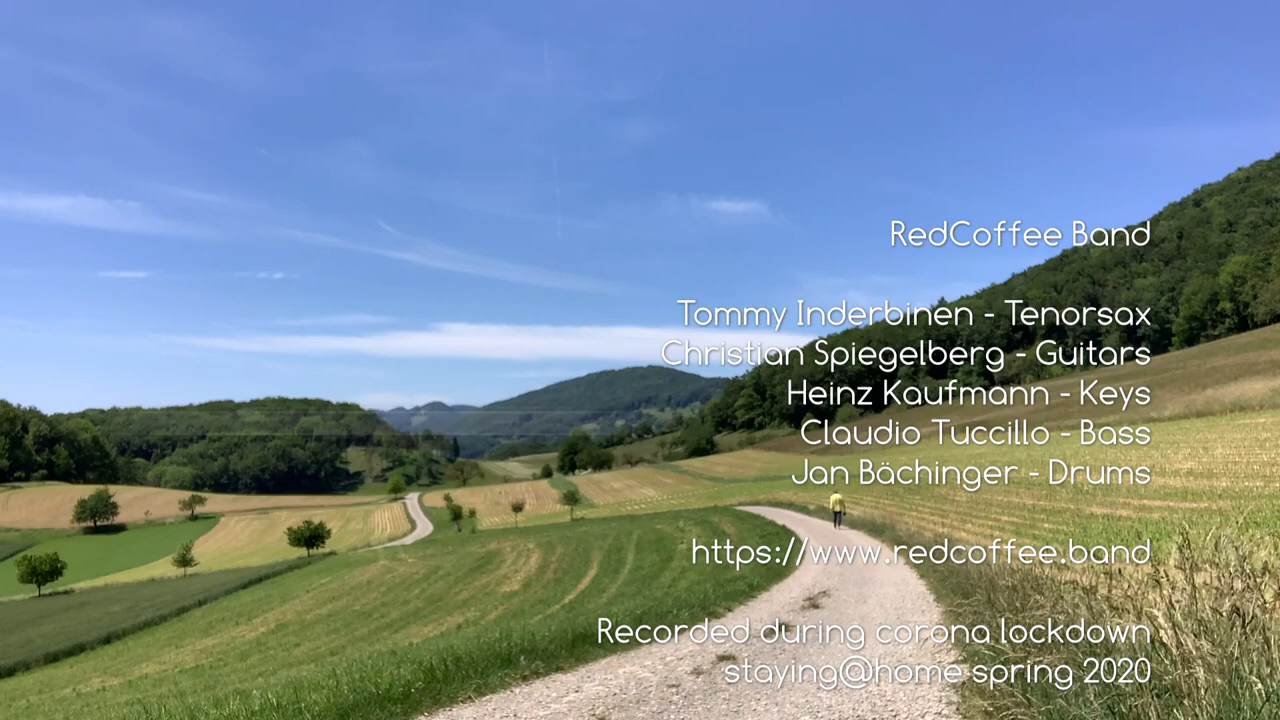 RedCoffee Band
Tommy Inderbinen - Tenorsax
Christian Spiegelberg - Guitars
Heinz Kaufmann - Keys
Claudio Tuccillo - Bass
Jan Bächinger - Drums
https://www.redcoffee.band
Recorded during corona lockdown
staying@home spring 2020